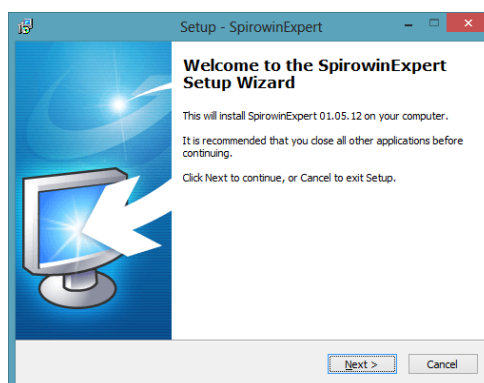 Setup - SpirowinExpert
Welcome to the SpirowinExpert
Setup Wizard
This will install SpirowinExpert 01.05.12 on your computer.
It is recommended that you close all other applications before
continuing.
Click Next to continue, or Cancel to exit Setup.
Next >
Cancel